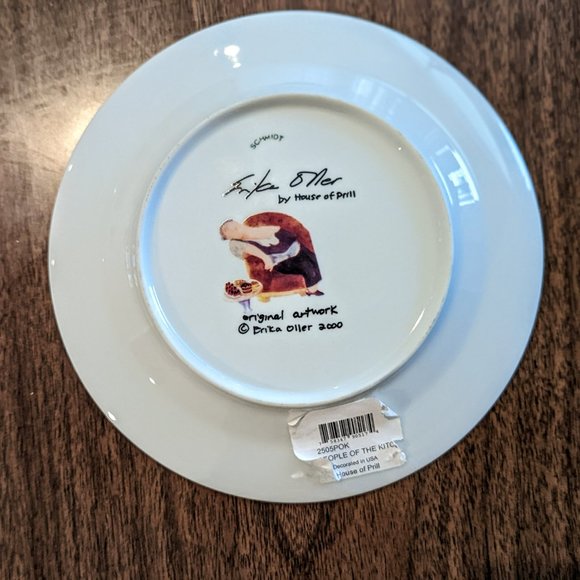 SCHMIDT
Erika Oller
by House of Prill
original artwork
© Erika Oller 2000
2505POK
EOPLE OF THE KITC
Decorated in USA
House of Prill